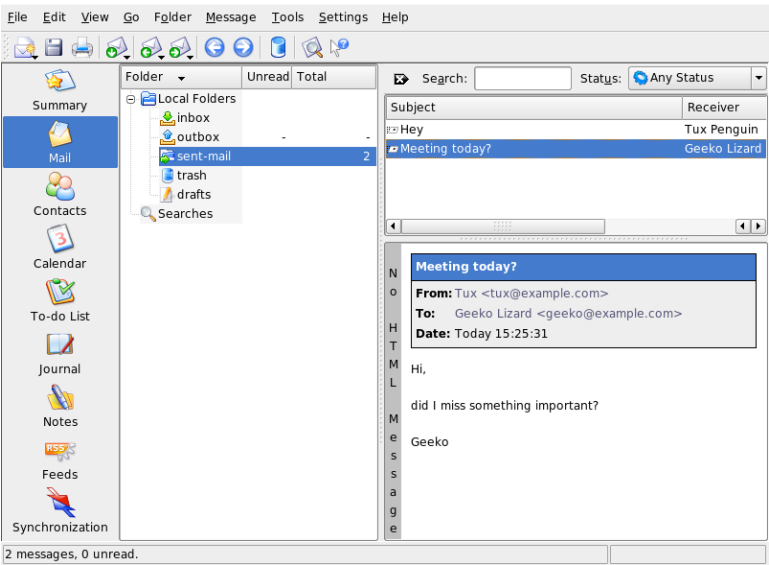 File Edit View Go Folder Message Tools Settings Help
Summary
Mail
Contacts
3
Calendar
To-do List
Journal
Notes
RSS
Feeds
Synchronization
Folder Unread Total
Local Folders
inbox
outbox - -
sent-mail 2
trash
drafts
Searches
Search: Status: Any Status
Subject Receiver
Hey Tux Penguin
Meeting today? Geeko Lizard
No HTML Message
Meeting today?
From: Tux <tux@example.com>
To: Geeko Lizard <geeko@example.com>
Date: Today 15:25:31
Hi,
did I miss something important?
Geeko
2 messages, 0 unread.